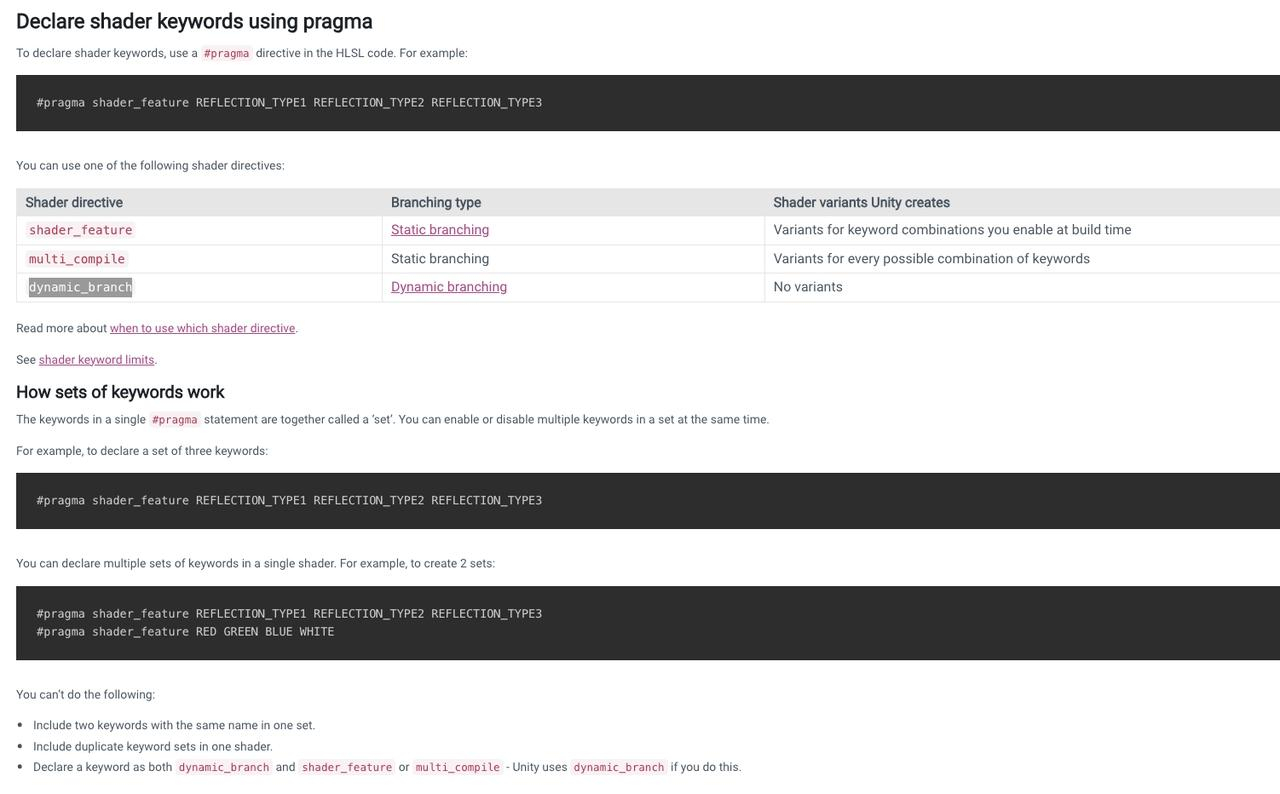 Declare shader keywords using pragma
To declare shader keywords, use a #pragma directive in the HLSL code. For example:
#pragma shader_feature REFLECTION_TYPE1 REFLECTION_TYPE2 REFLECTION_TYPE3
You can use one of the following shader directives:
Shader directive Branching type Shader variants Unity creates
shader_feature Static branching Variants for keyword combinations you enable at build time
multi_compile Static branching Variants for every possible combination of keywords
dynamic_branch Dynamic branching No variants
Read more about when to use which shader directive.
See shader keyword limits.
How sets of keywords work
The keywords in a single #pragma statement are together called a ‘set’. You can enable or disable multiple keywords in a set at the same time.
For example, to declare a set of three keywords:
#pragma shader_feature REFLECTION_TYPE1 REFLECTION_TYPE2 REFLECTION_TYPE3
You can declare multiple sets of keywords in a single shader. For example, to create 2 sets:
#pragma shader_feature REFLECTION_TYPE1 REFLECTION_TYPE2 REFLECTION_TYPE3
#pragma shader_feature RED GREEN BLUE WHITE
You can’t do the following:
• Include two keywords with the same name in one set.
• Include duplicate keyword sets in one shader.
• Declare a keyword as both dynamic_branch and shader_feature or multi_compile - Unity uses dynamic_branch if you do this.